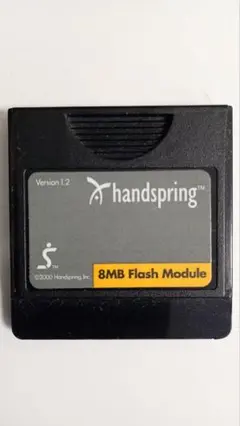 Version 1.2
handspring™
©2000 Handspring, Inc.
8MB Flash Module